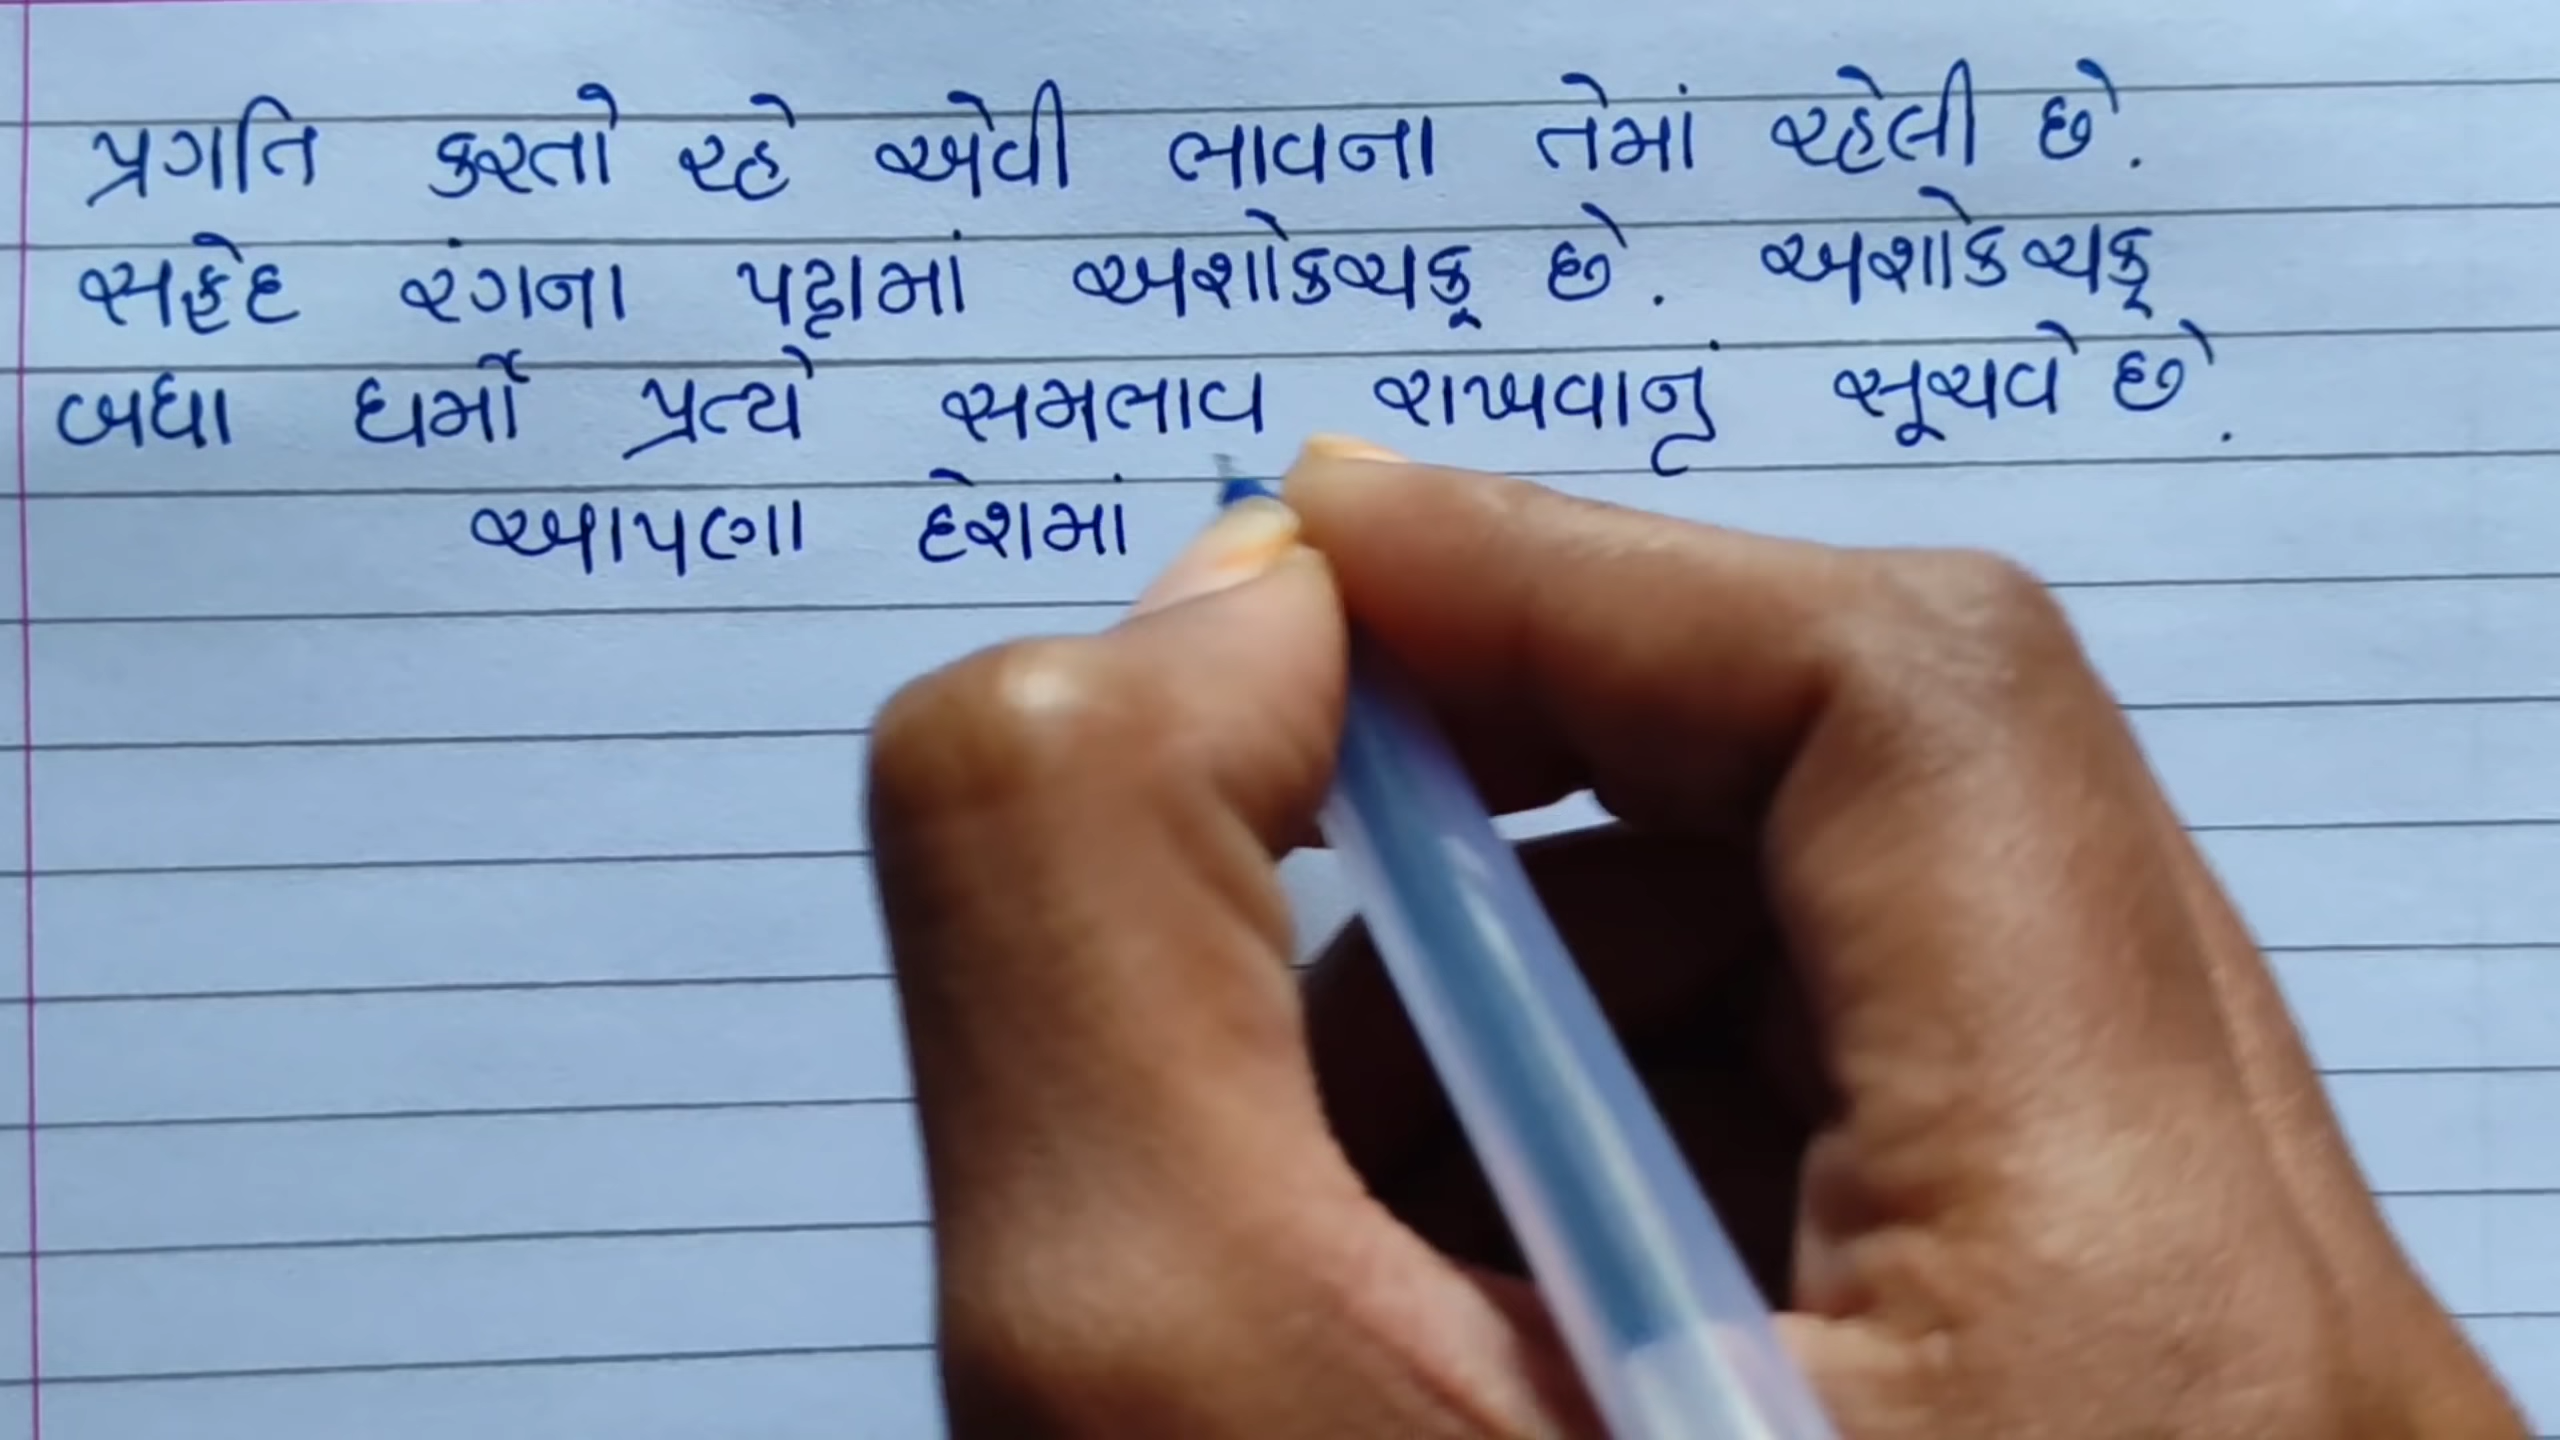 પ્રગતિ કરતો રહે એવી ભાવના તેમાં રહેલી છે.
સફેદ રંગના પટ્ટામાં અશોકચક્ર છે. અશોકચક્ર
બધા ધર્મો પ્રત્યે સમભાવ રાખવાનું સૂચવે છે.
આપણા દેશમાં